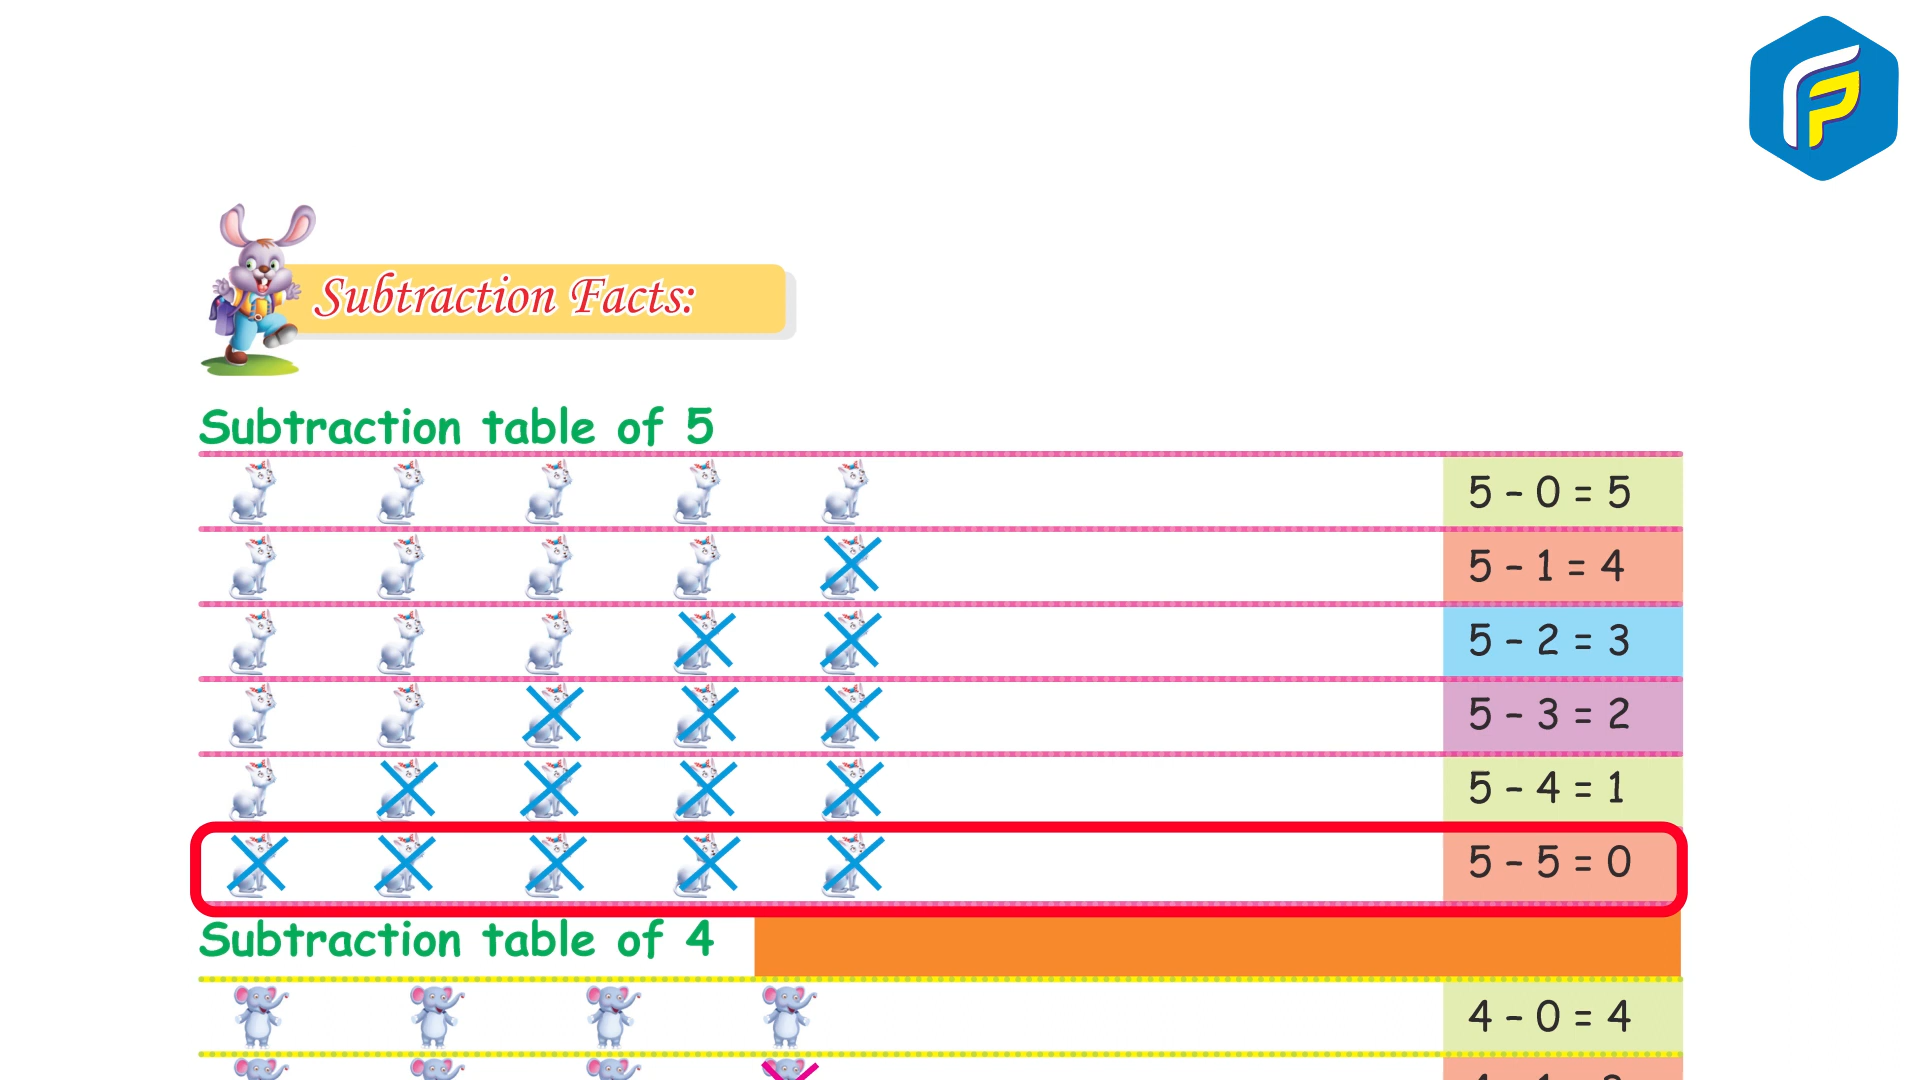 Subtraction Facts:
Subtraction table of 5
5 - 0 = 5
5 - 1 = 4
5 - 2 = 3
5 - 3 = 2
5 - 4 = 1
5 - 5 = 0
Subtraction table of 4
4 - 0 = 4